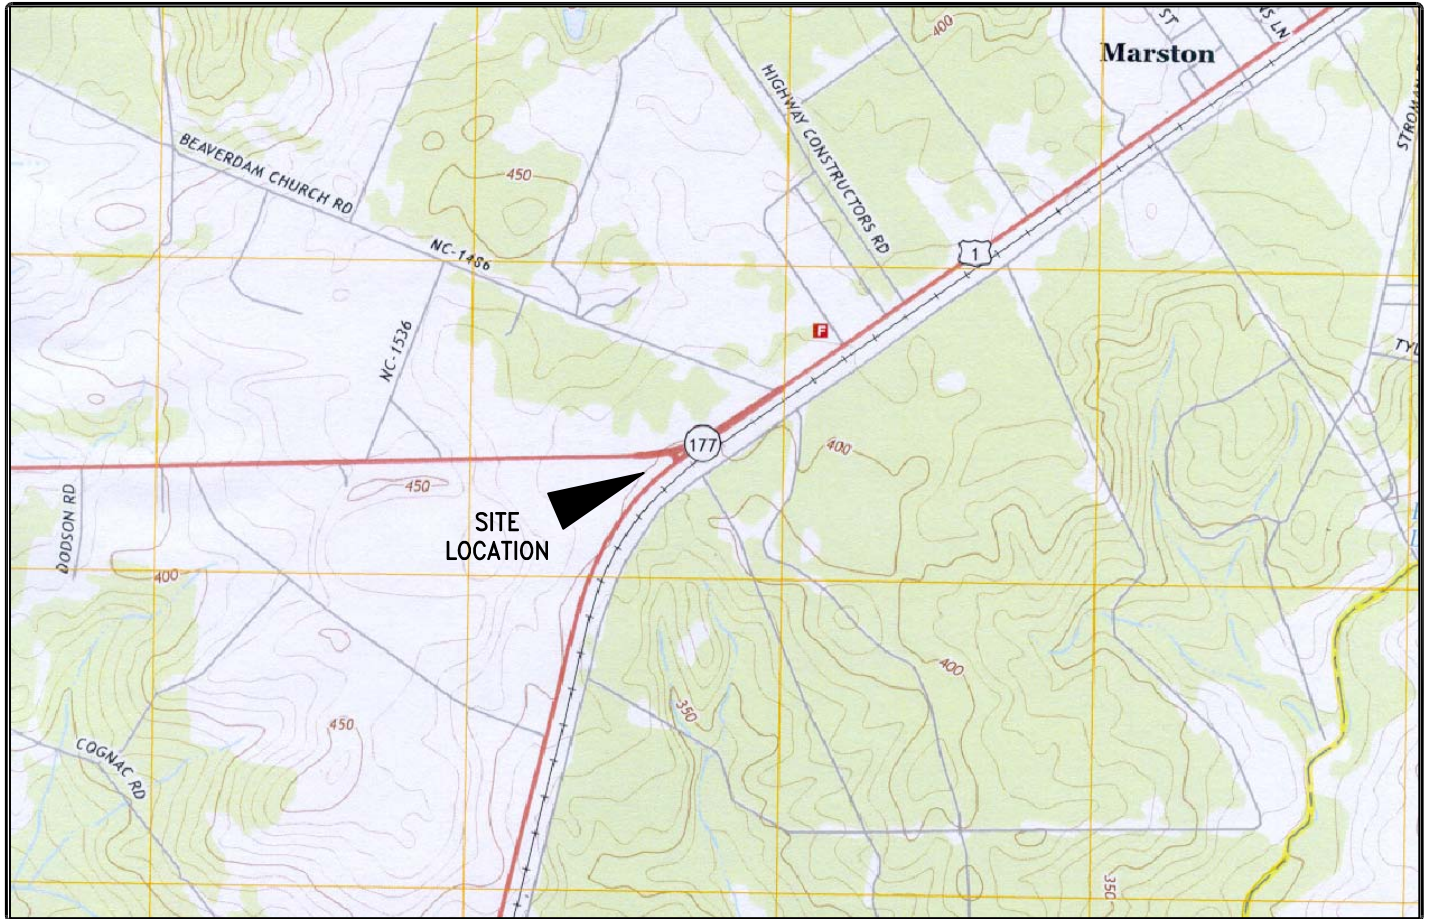 400
ST
NS LN
Marston
HIGHWAY CONSTRUCTORS RD
STROMAN
BEAVERDAM CHURCH RD
450
NC-1486
1
NC-1536
F
TYL
177
400
450
SITE
LOCATION
DODSON RD
400
400
350
450
COGNAC RD
350